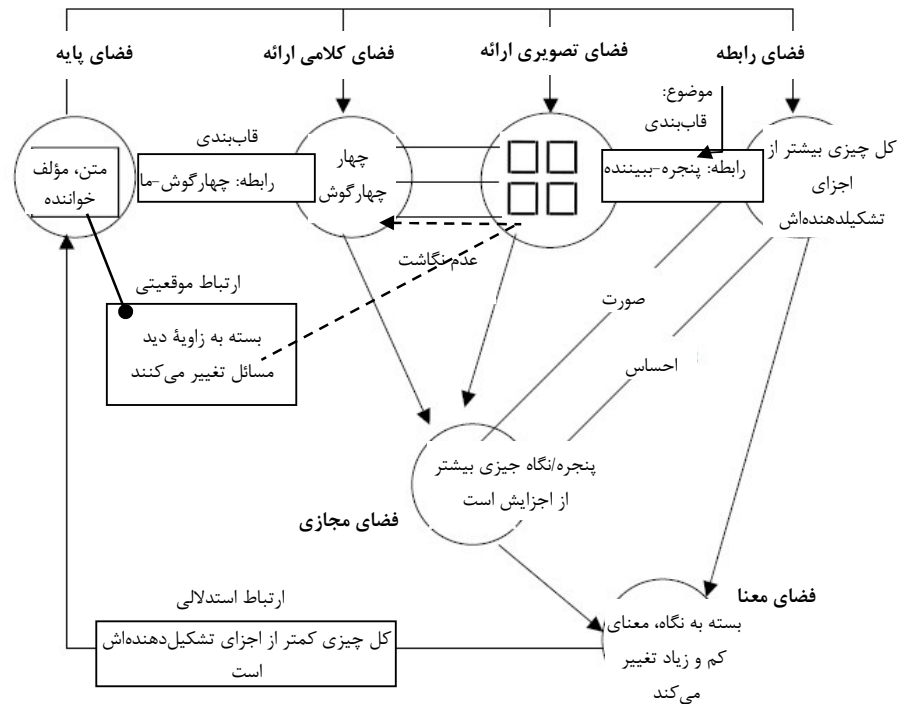 فضای رابطه
فضای تصویری ارائه
فضای کلامی ارائه
فضای پایه
موضوع:
قاب‌بندی
کل چیزی بیشتر از
اجزای
تشکیلدهنده‌اش
رابطه: پنجره-بیننده
چهار
چهارگوش
قاب‌بندی
رابطه: چهارگوش-ما
متن، مؤلف
خواننده
عدم نگاشت
ارتباط موقعیتی
بسته به زاویهٔ دید
مسائل تغییر می‌کنند
صورت
احساس
پنجره/نگاه جیزی بیشتر
از اجزایش است
فضای مجازی
فضای معنا
بسته به نگاه، معنای
کم و زیاد تغییر
می‌کند
ارتباط استدلالی
کل چیزی کمتر از اجزای تشکیل‌دهنده‌اش
است